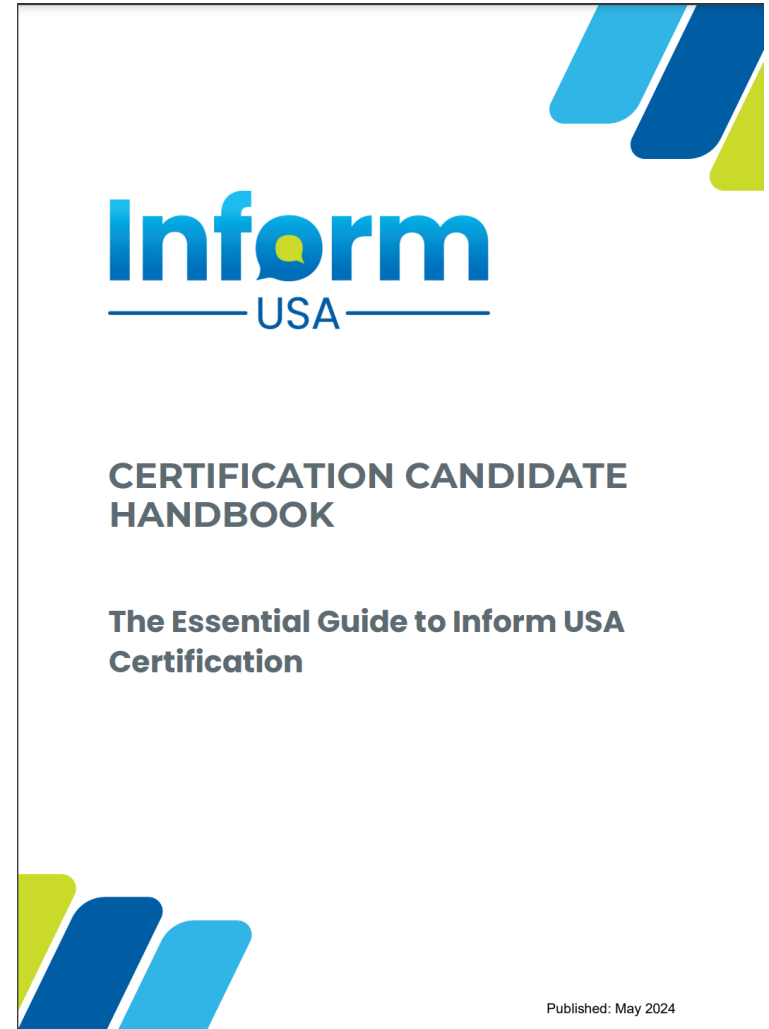 Inform
USA
CERTIFICATION CANDIDATE
HANDBOOK
The Essential Guide to Inform USA
Certification
Published: May 2024